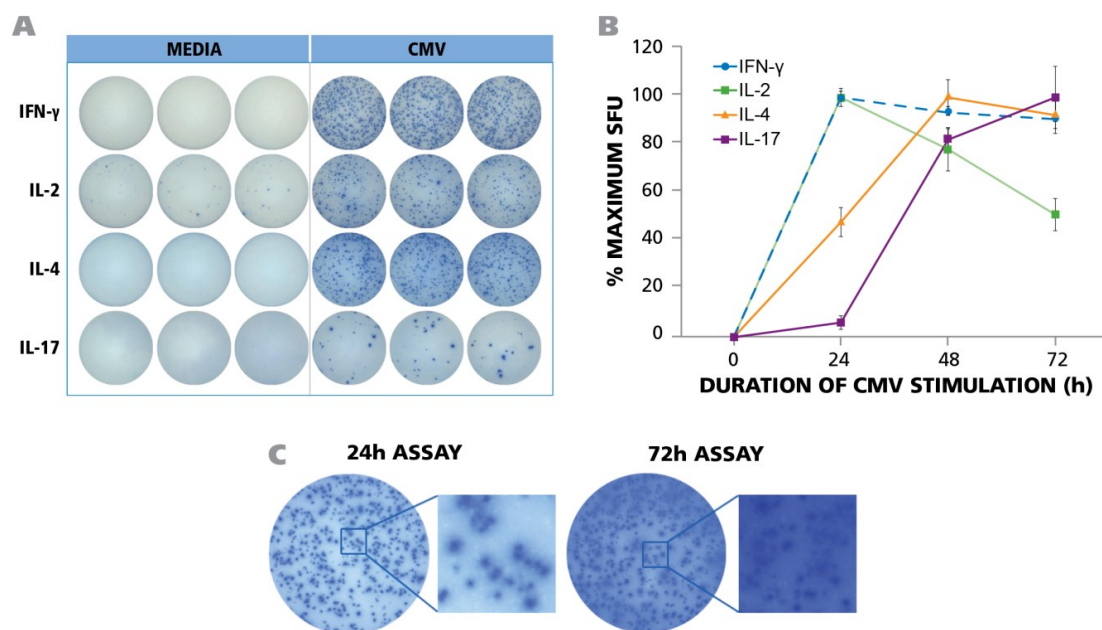 A
MEDIA CMV
IFN-γ
IL-2
IL-4
IL-17
B
120
100
80
60
40
20
0
% MAXIMUM SFU
IFN-γ
IL-2
IL-4
IL-17
0 24 48 72
DURATION OF CMV STIMULATION (h)
C
24h ASSAY 72h ASSAY